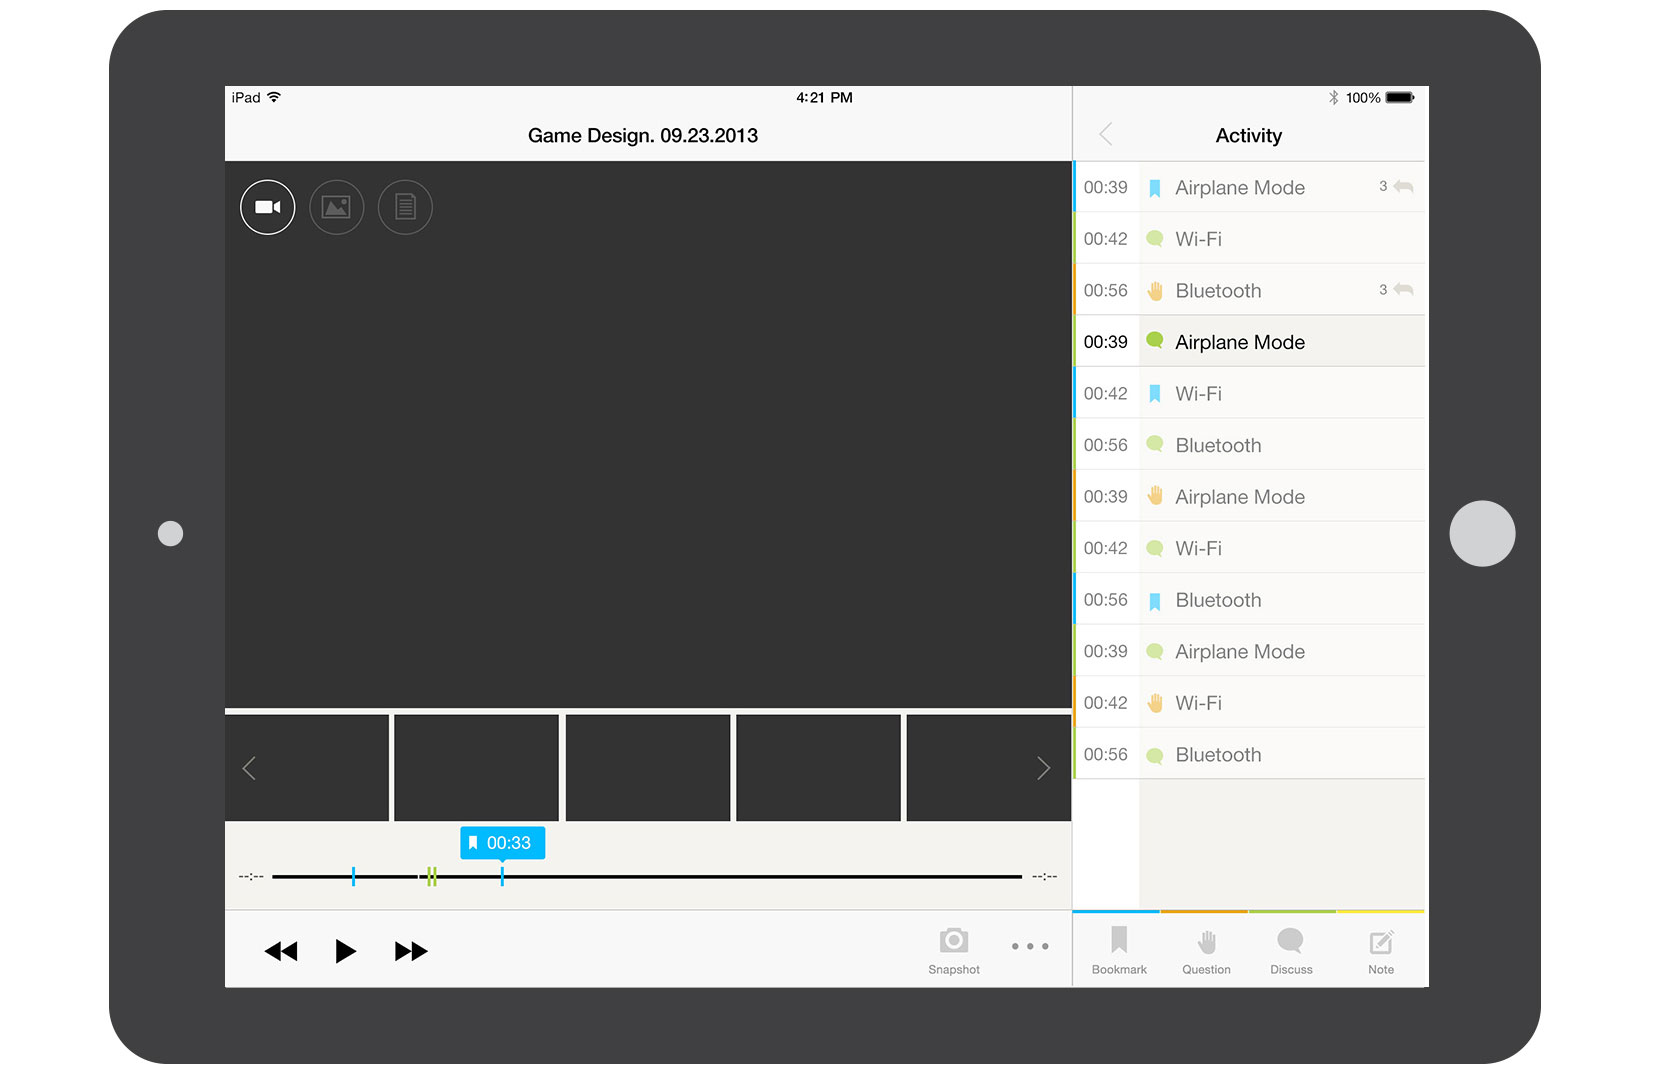 iPad 4:21 PM 100%
Game Design. 09.23.2013
Activity
00:39 Airplane Mode 3
00:42 Wi-Fi
00:56 Bluetooth 3
00:39 Airplane Mode
00:42 Wi-Fi
00:56 Bluetooth
00:39 Airplane Mode
00:42 Wi-Fi
00:56 Bluetooth
00:39 Airplane Mode
00:42 Wi-Fi
00:56 Bluetooth
00:33
--:-- --:--
Snapshot
Bookmark Question Discuss Note